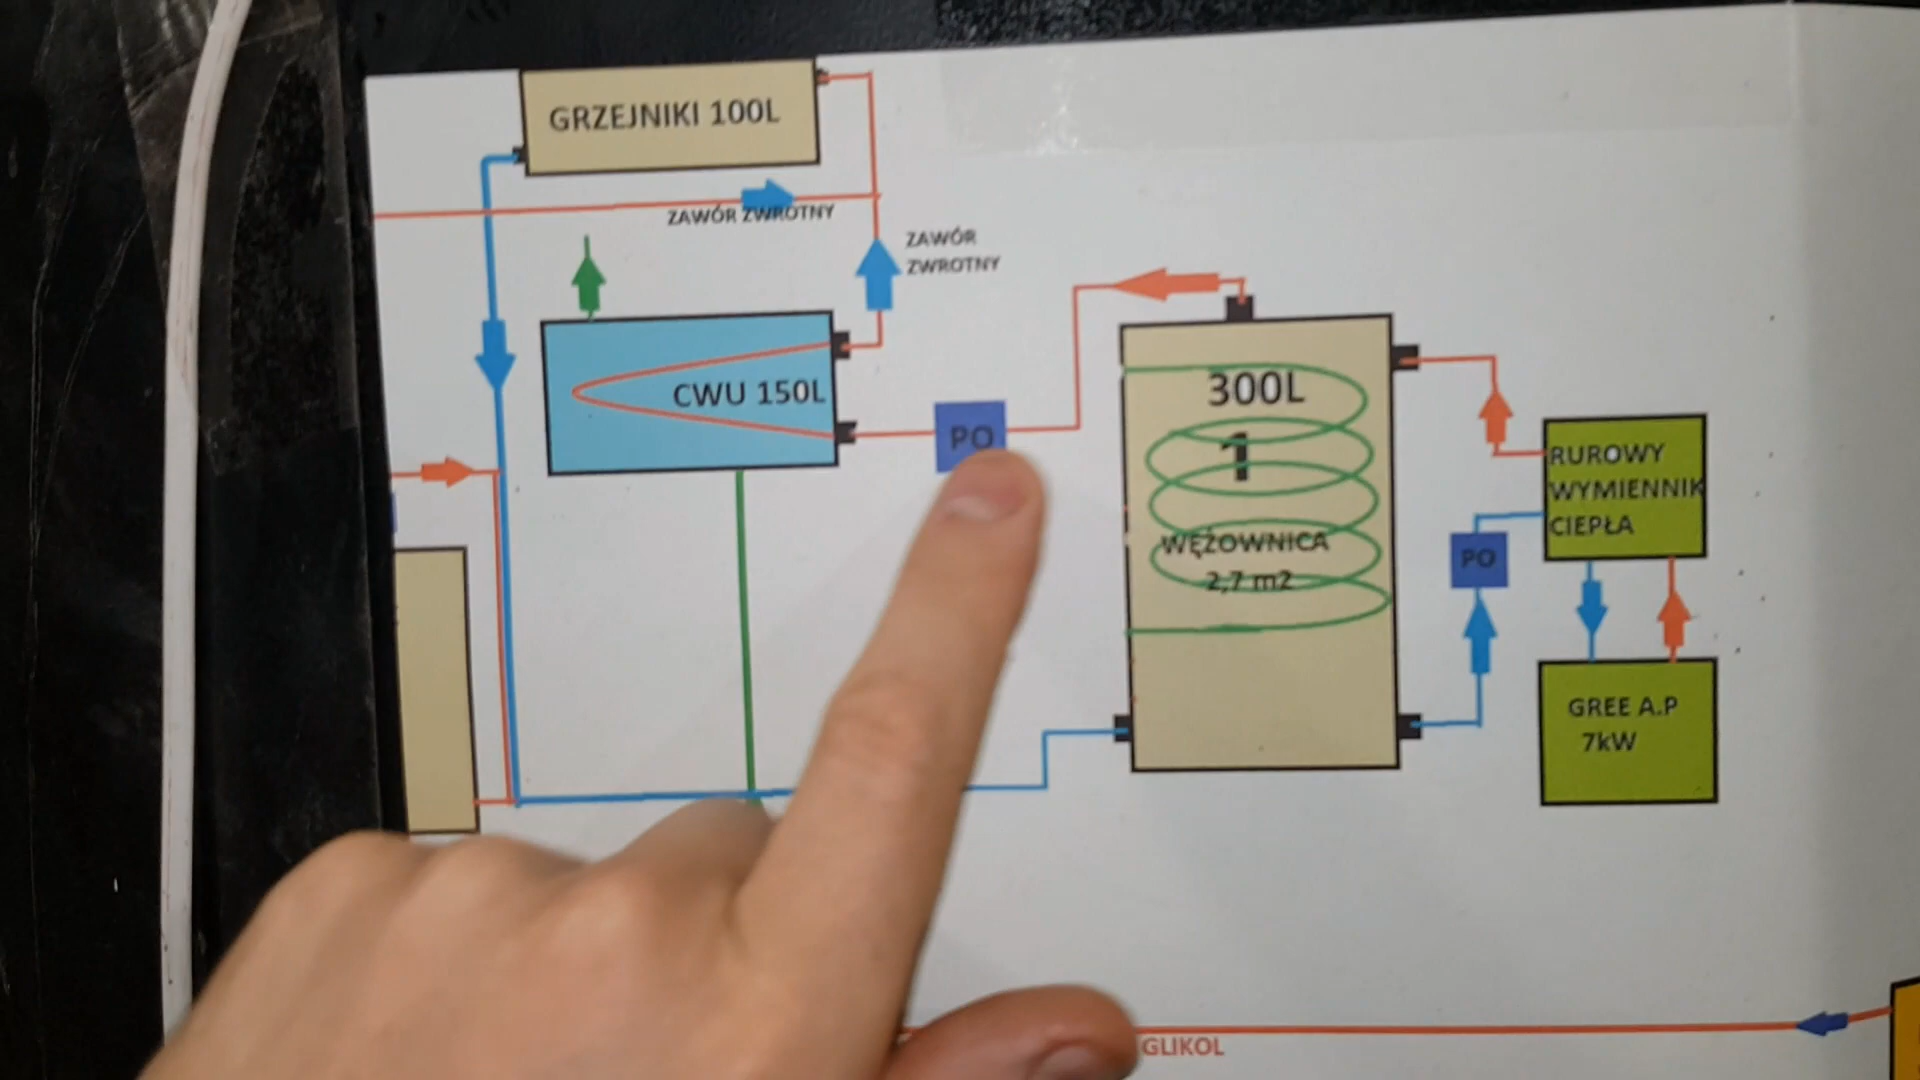 GRZEJNIKI 100L
ZAWÓR ZWROTNY
ZAWÓR
ZWROTNY
CWU 150L
PO
300L
1
WĘŻOWNICA
2,7 m2
RUROWY
WYMIENNIK
CIEPŁA
PO
GREE A.P
7kW
GLIKOL